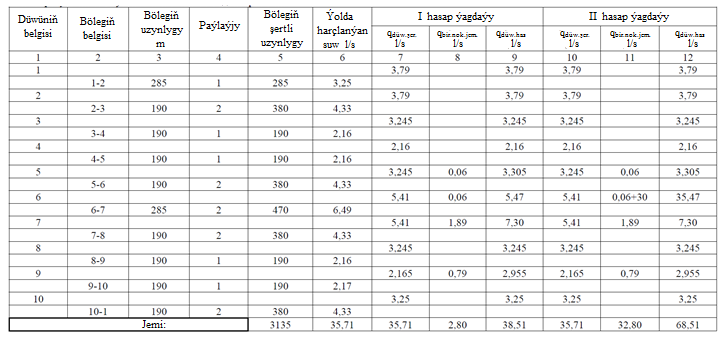 Düwüniň belgisi Bölegiň belgisi Bölegiň uzynlygy m Paýlaýjy Bölegiň şertli uzynlygy Ýolda harçlanýan suw l/s I hasap ýagdaýy II hasap ýagdaýy
qdüw.şer. l/s qbir.nok.jem. l/s qdüw.has l/s qdüw.şer. l/s qbir.nok.jem. l/s qdüw.has l/s
1 2 3 4 5 6 7 8 9 10 11 12
1 3,79 3,79 3,79 3,79
1-2 285 1 285 3,25
2 3,79 3,79 3,79 3,79
2-3 190 2 380 4,33
3 3,245 3,245 3,245 3,245
3-4 190 1 190 2,16
4 2,16 2,16 2,16 2,16
4-5 190 1 190 2,16
5 3,245 0,06 3,305 3,245 0,06 3,305
5-6 190 2 380 4,33
6 5,41 0,06 5,47 5,41 0,06+30 35,47
6-7 285 2 470 6,49
7 5,41 1,89 7,30 5,41 1,89 7,30
7-8 190 2 380 4,33
8 3,245 3,245 3,245 3,245
8-9 190 1 190 2,16
9 2,165 0,79 2,955 2,165 0,79 2,955
9-10 190 1 190 2,17
10 3,25 3,25 3,25 3,25
10-1 190 2 380 4,33
Jemi: 3135 35,71 35,71 2,80 38,51 35,71 32,80 68,51